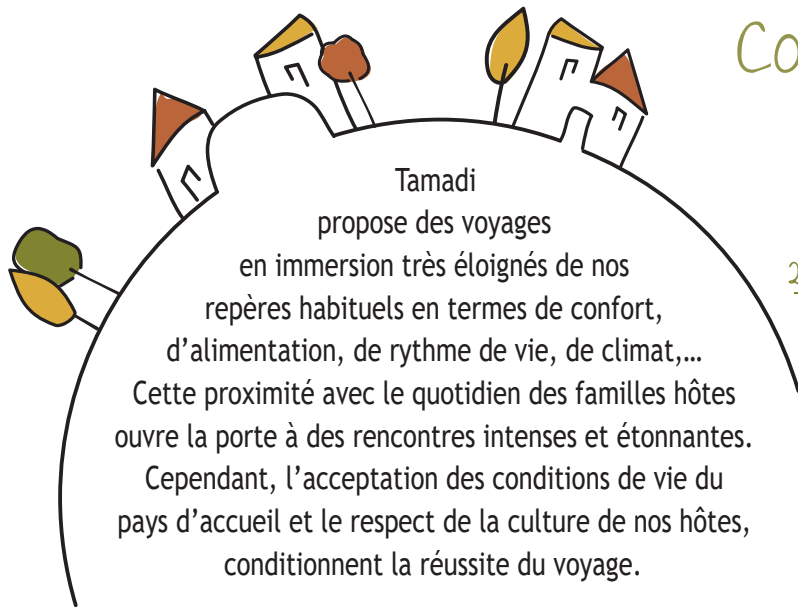 Co
Tamadi
propose des voyages
en immersion très éloignés de nos
repères habituels en termes de confort,
d'alimentation, de rythme de vie, de climat,...
Cette proximité avec le quotidien des familles hôtes
ouvre la porte à des rencontres intenses et étonnantes.
Cependant, l'acceptation des conditions de vie du
pays d'accueil et le respect de la culture de nos hôtes,
conditionnent la réussite du voyage.